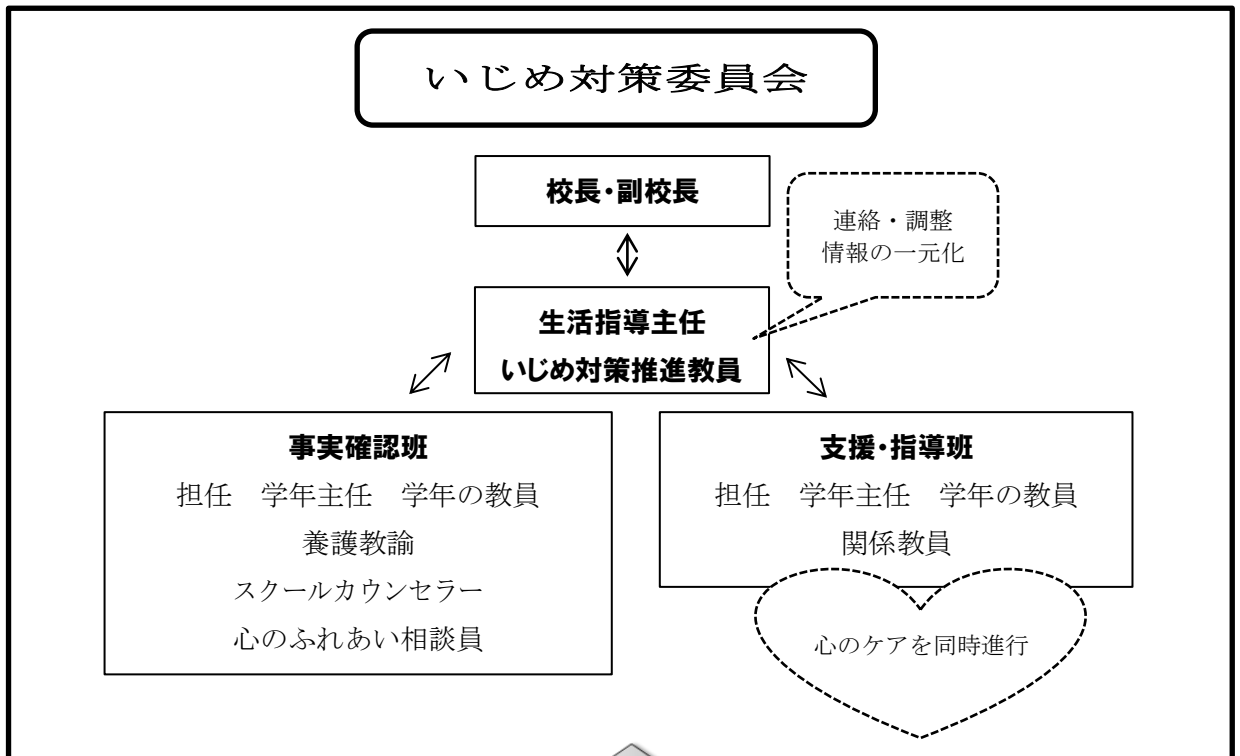 いじめ対策委員会
校長・副校長
連絡・調整
情報の一元化
生活指導主任
いじめ対策推進教員
事実確認班
担任　学年主任　学年の教員
養護教諭
スクールカウンセラー
心のふれあい相談員
支援・指導班
担任　学年主任　学年の教員
関係教員
心のケアを同時進行